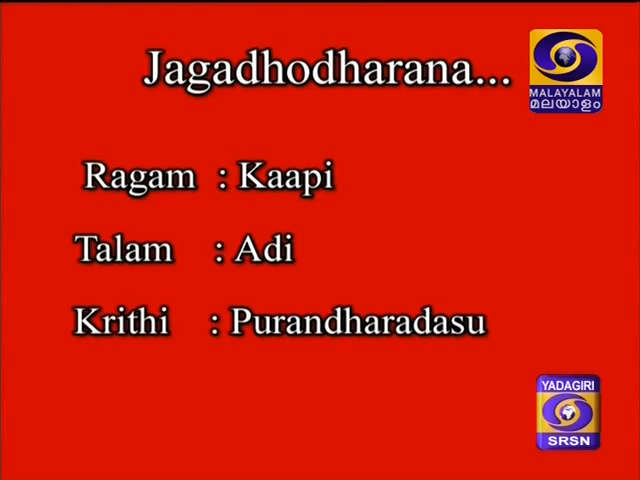 Jagadhodharana...
MALAYALAM
മലയാളം
Ragam : Kaapi
Talam : Adi
Krithi : Purandharadasu
YADAGIRI
SRSN